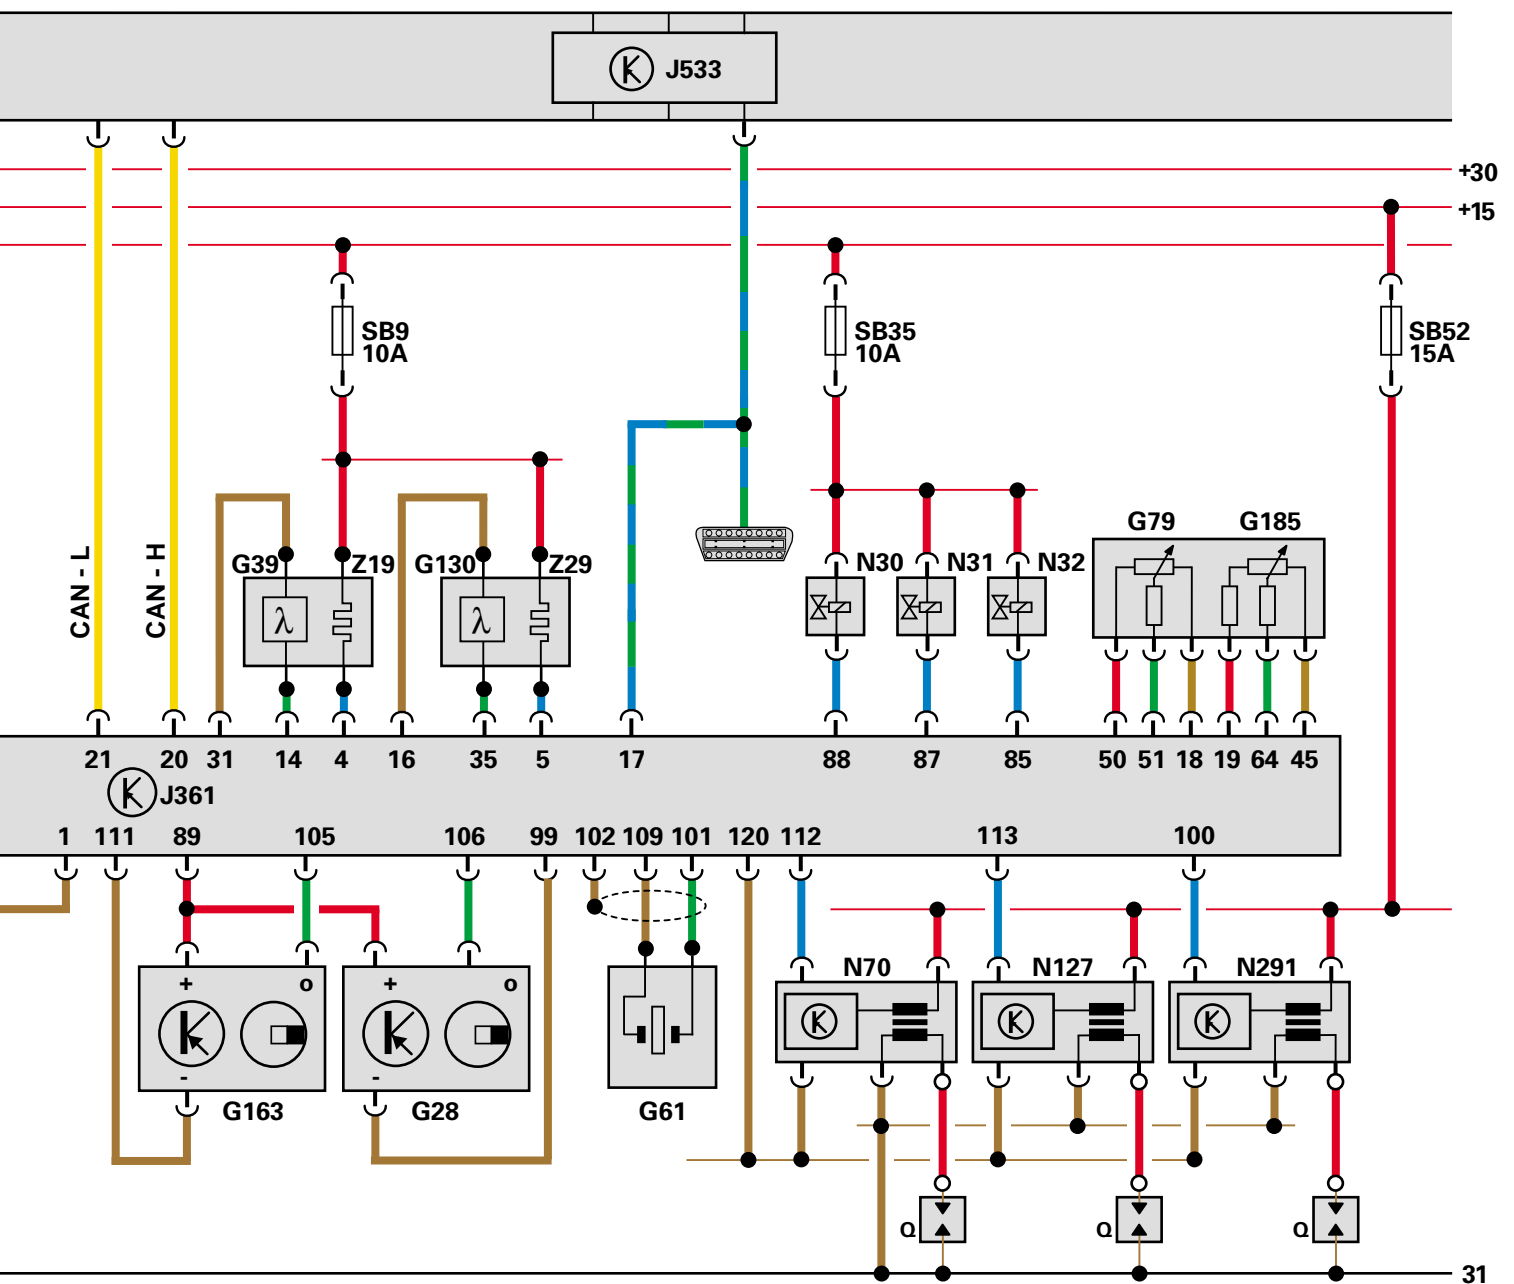 J533
+30
+15
SB9
10A
SB35
10A
SB52
15A
CAN - L
CAN - H
G39
Z19
G130
Z29
N30
N31
N32
G79
G185
λ
λ
21 20 31 14 4 16 35 5 17 88 87 85 50 51 18 19 64 45
J361
1 111 89 105 106 99 102 109 101 120 112 113 100
N70
N127
N291
+ o + o
- -
G163
G28
G61
Q
Q
Q
31